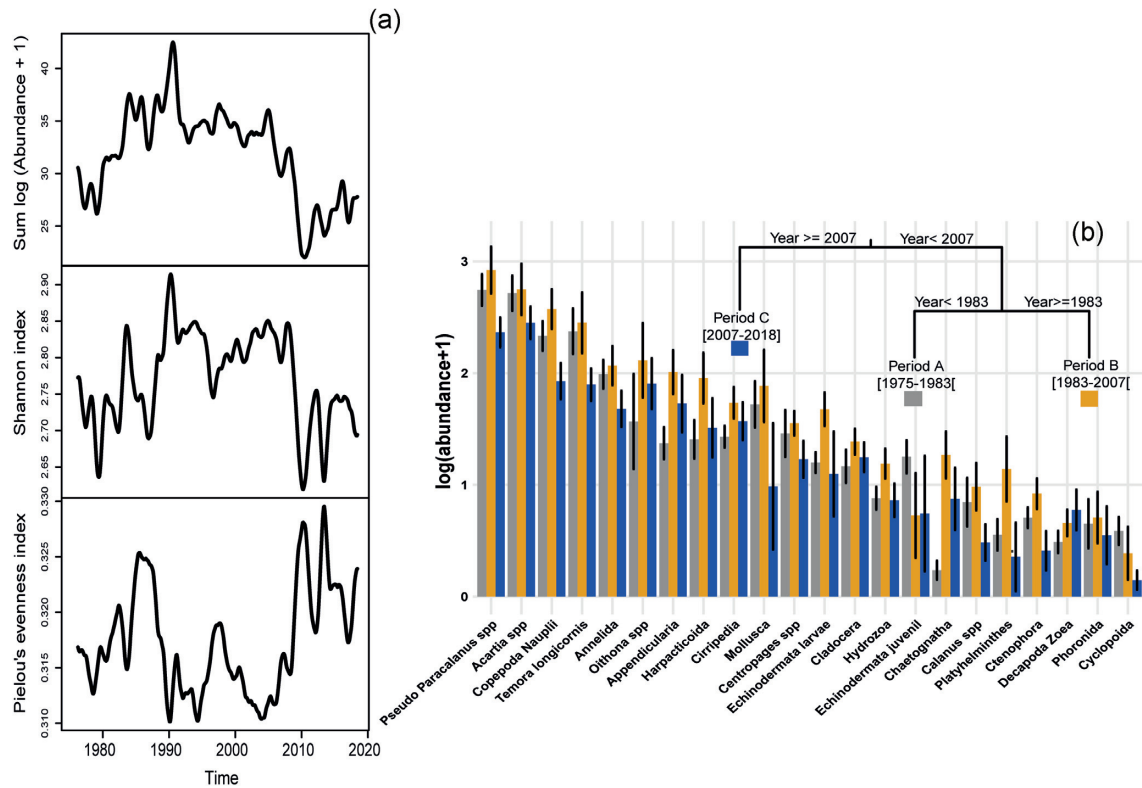 (a)
Sum log (Abundance + 1)
40
35
30
25
Shannon index
2.90
2.85
2.80
2.75
2.70
2.65
Pielou's evenness index
0.330
0.325
0.320
0.315
0.310
1980
1990
2000
2010
2020
Time
(b)
log(abundance+1)
3
2
1
0
Year >= 2007
Year< 2007
Year< 1983
Year>=1983
Period C
[2007-2018]
Period A
[1975-1983[
Period B
[1983-2007[
Pseudo Paracalanus spp
Acartia spp
Copepoda Nauplii
Temora longicornis
Annelida
Oithona spp
Appendicularia
Harpacticoida
Cirripedia
Mollusca
Centropages spp
Echinodermata larvae
Cladocera
Hydrozoa
Echinodermata juvenil
Chaetognatha
Calanus spp
Platyhelminthes
Ctenophora
Decapoda Zoea
Phoronida
Cyclopoida